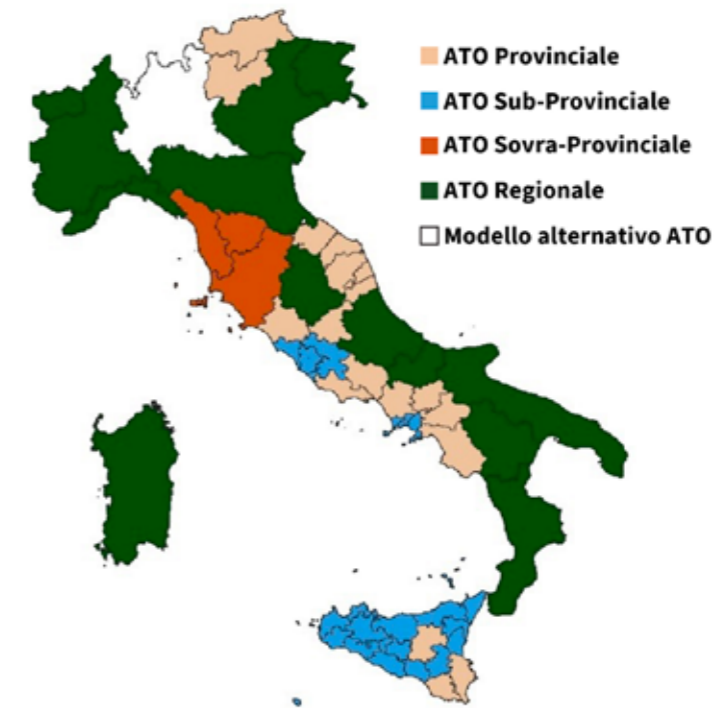 ATO Provinciale
ATO Sub-Provinciale
ATO Sovra-Provinciale
ATO Regionale
Modello alternativo ATO